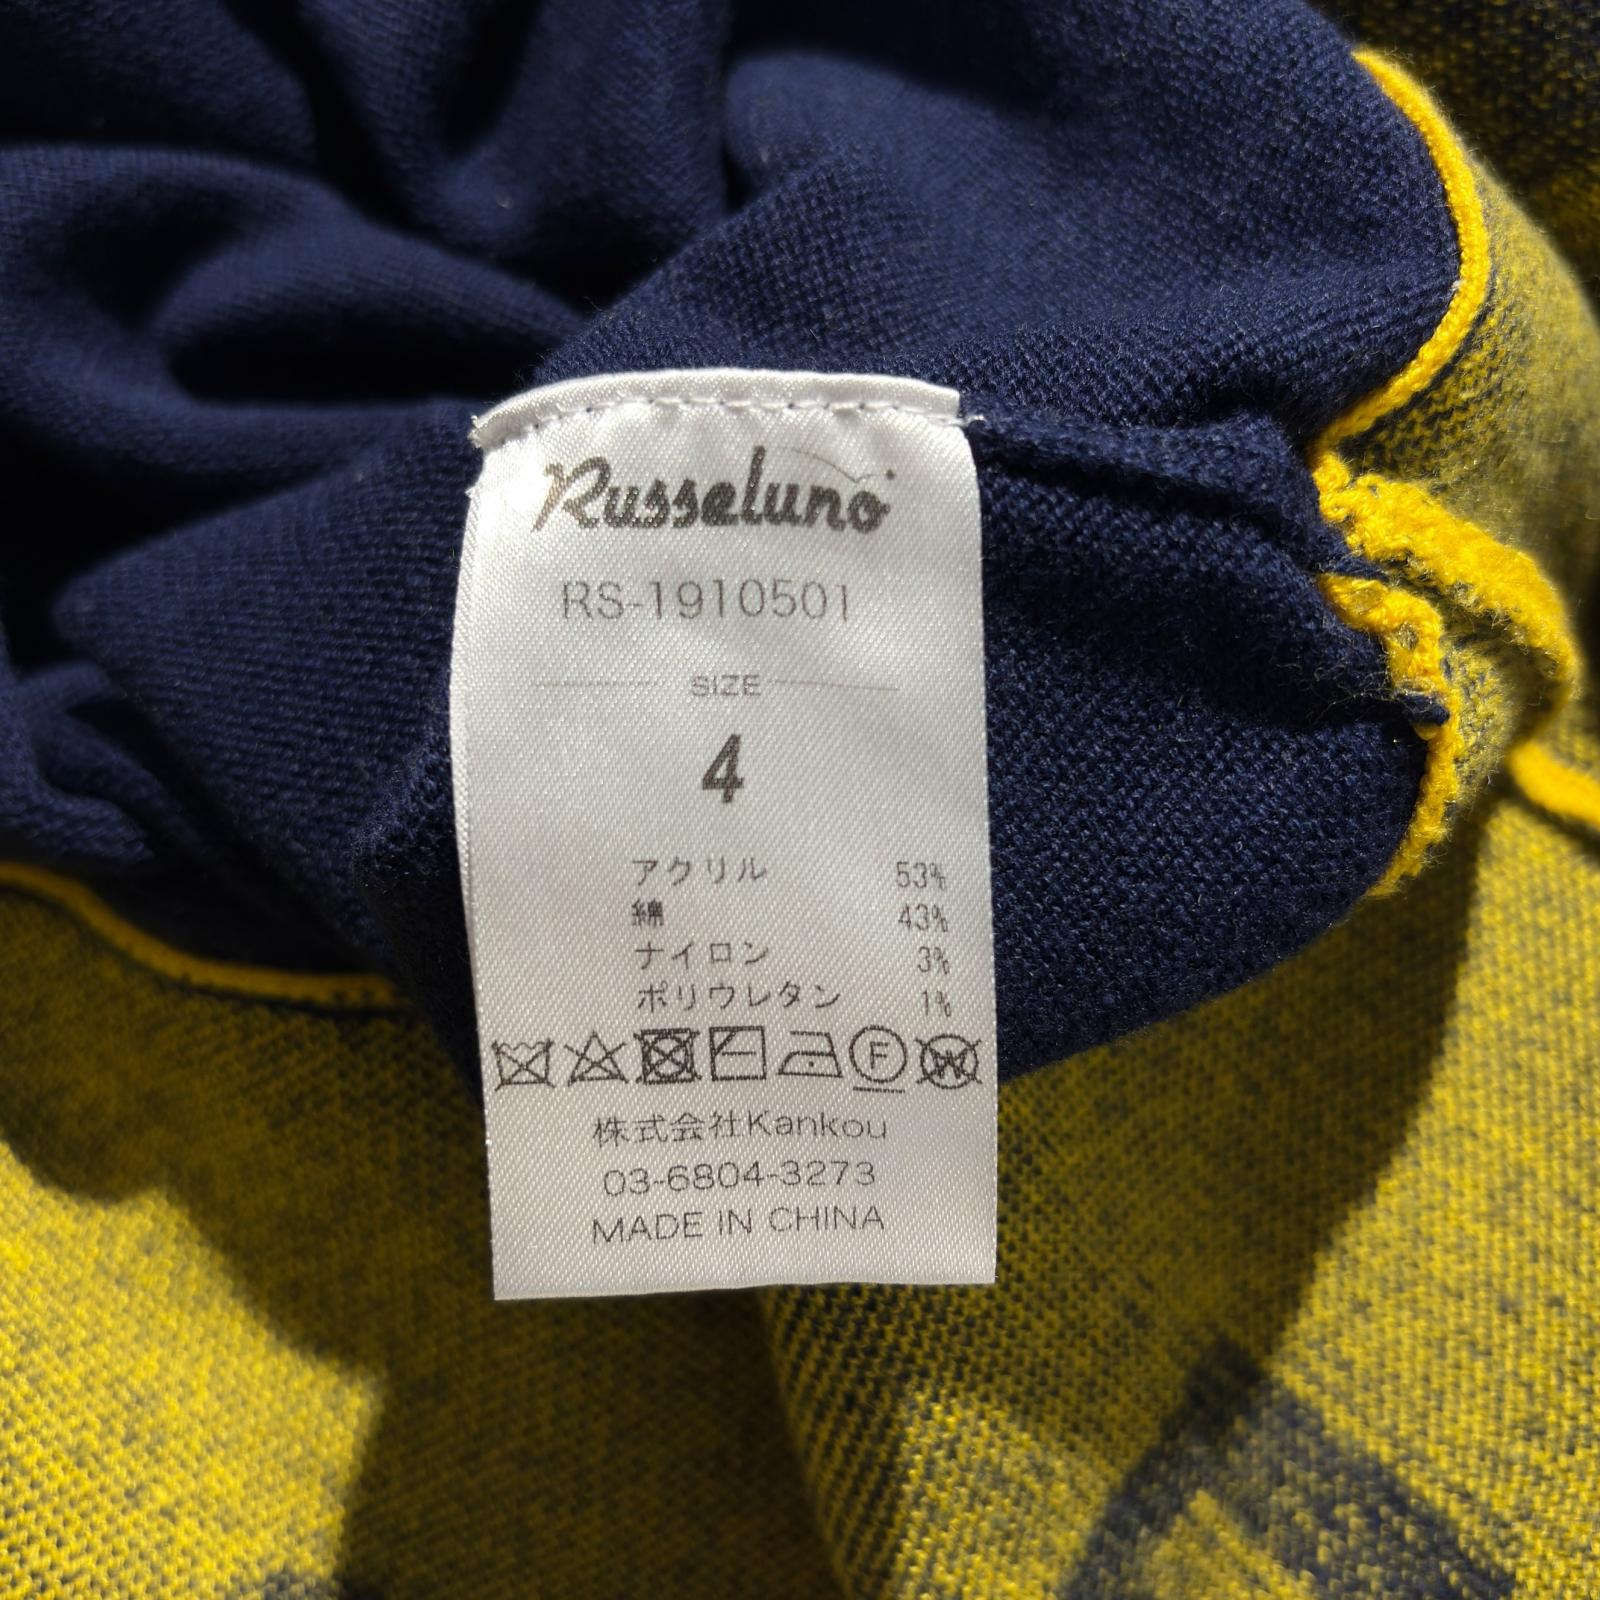 Russeluno
RS-1910501
SIZE
4
アクリル 53%
綿 43%
ナイロン 3%
ポリウレタン 1%
F W
株式会社Kankou
03-6804-3273
MADE IN CHINA